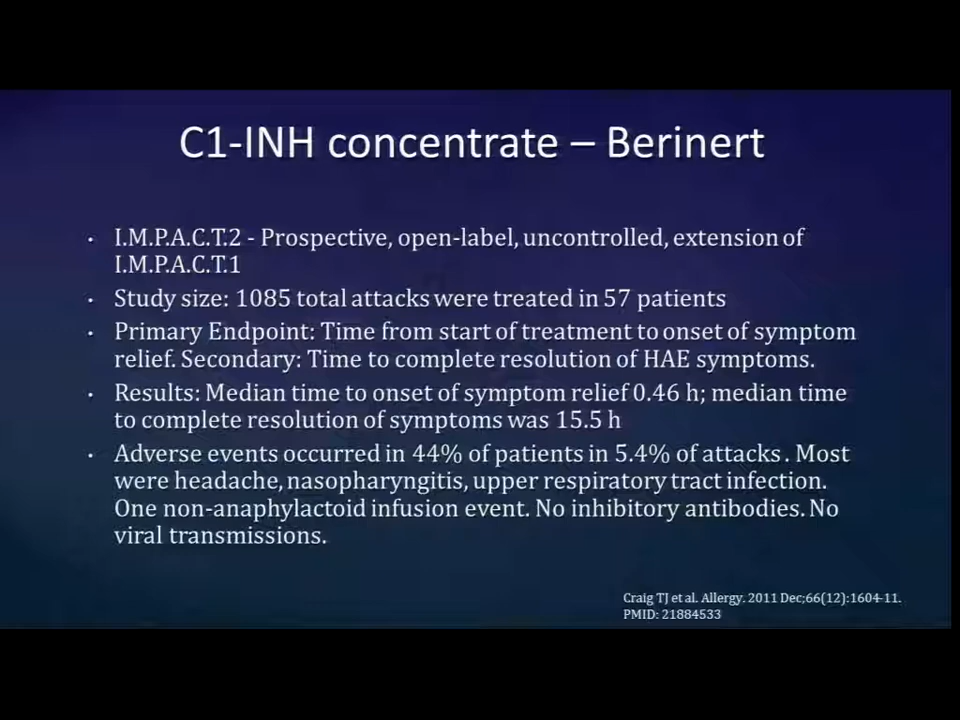 C1-INH concentrate – Berinert
• I.M.P.A.C.T.2 - Prospective, open-label, uncontrolled, extension of
I.M.P.A.C.T.1
• Study size: 1085 total attacks were treated in 57 patients
• Primary Endpoint: Time from start of treatment to onset of symptom
relief. Secondary: Time to complete resolution of HAE symptoms.
• Results: Median time to onset of symptom relief 0.46 h; median time
to complete resolution of symptoms was 15.5 h
• Adverse events occurred in 44% of patients in 5.4% of attacks. Most
were headache, nasopharyngitis, upper respiratory tract infection.
One non-anaphylactoid infusion event. No inhibitory antibodies. No
viral transmissions.
Craig TJ et al. Allergy. 2011 Dec;66(12):1604-11.
PMID: 21884533